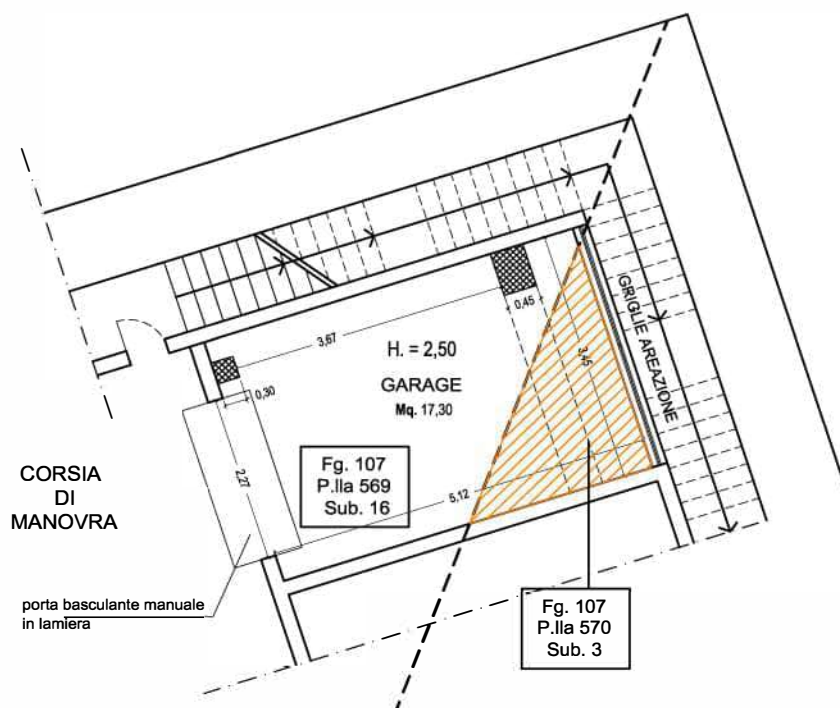 0,45
3,67
H. = 2,50
GARAGE
Mq. 17,30
3,45
GRIGLIE AREAZIONE
0,30
2,27
Fg. 107
P.lla 569
Sub. 16
5,12
CORSIA
DI
MANOVRA
porta basculante manuale
in lamiera
Fg. 107
P.lla 570
Sub. 3